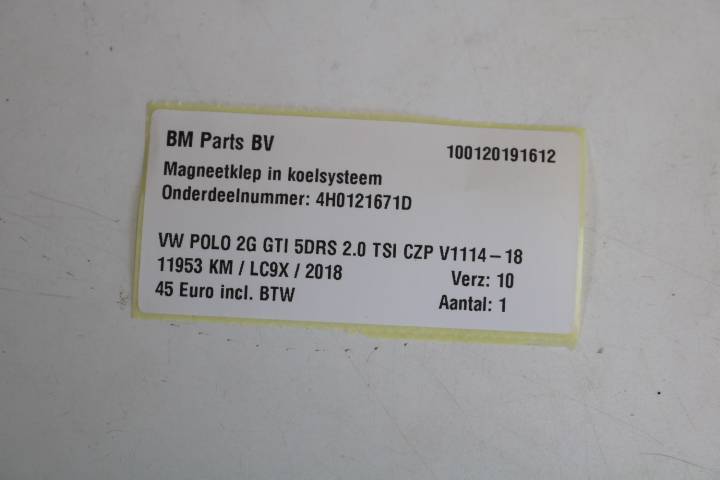 BM Parts BV 100120191612
Magneetklep in koelsysteem
Onderdeelnummer: 4H0121671D
VW POLO 2G GTI 5DRS 2.0 TSI CZP V1114-18
11953 KM / LC9X / 2018 Verz: 10
45 Euro incl. BTW Aantal: 1